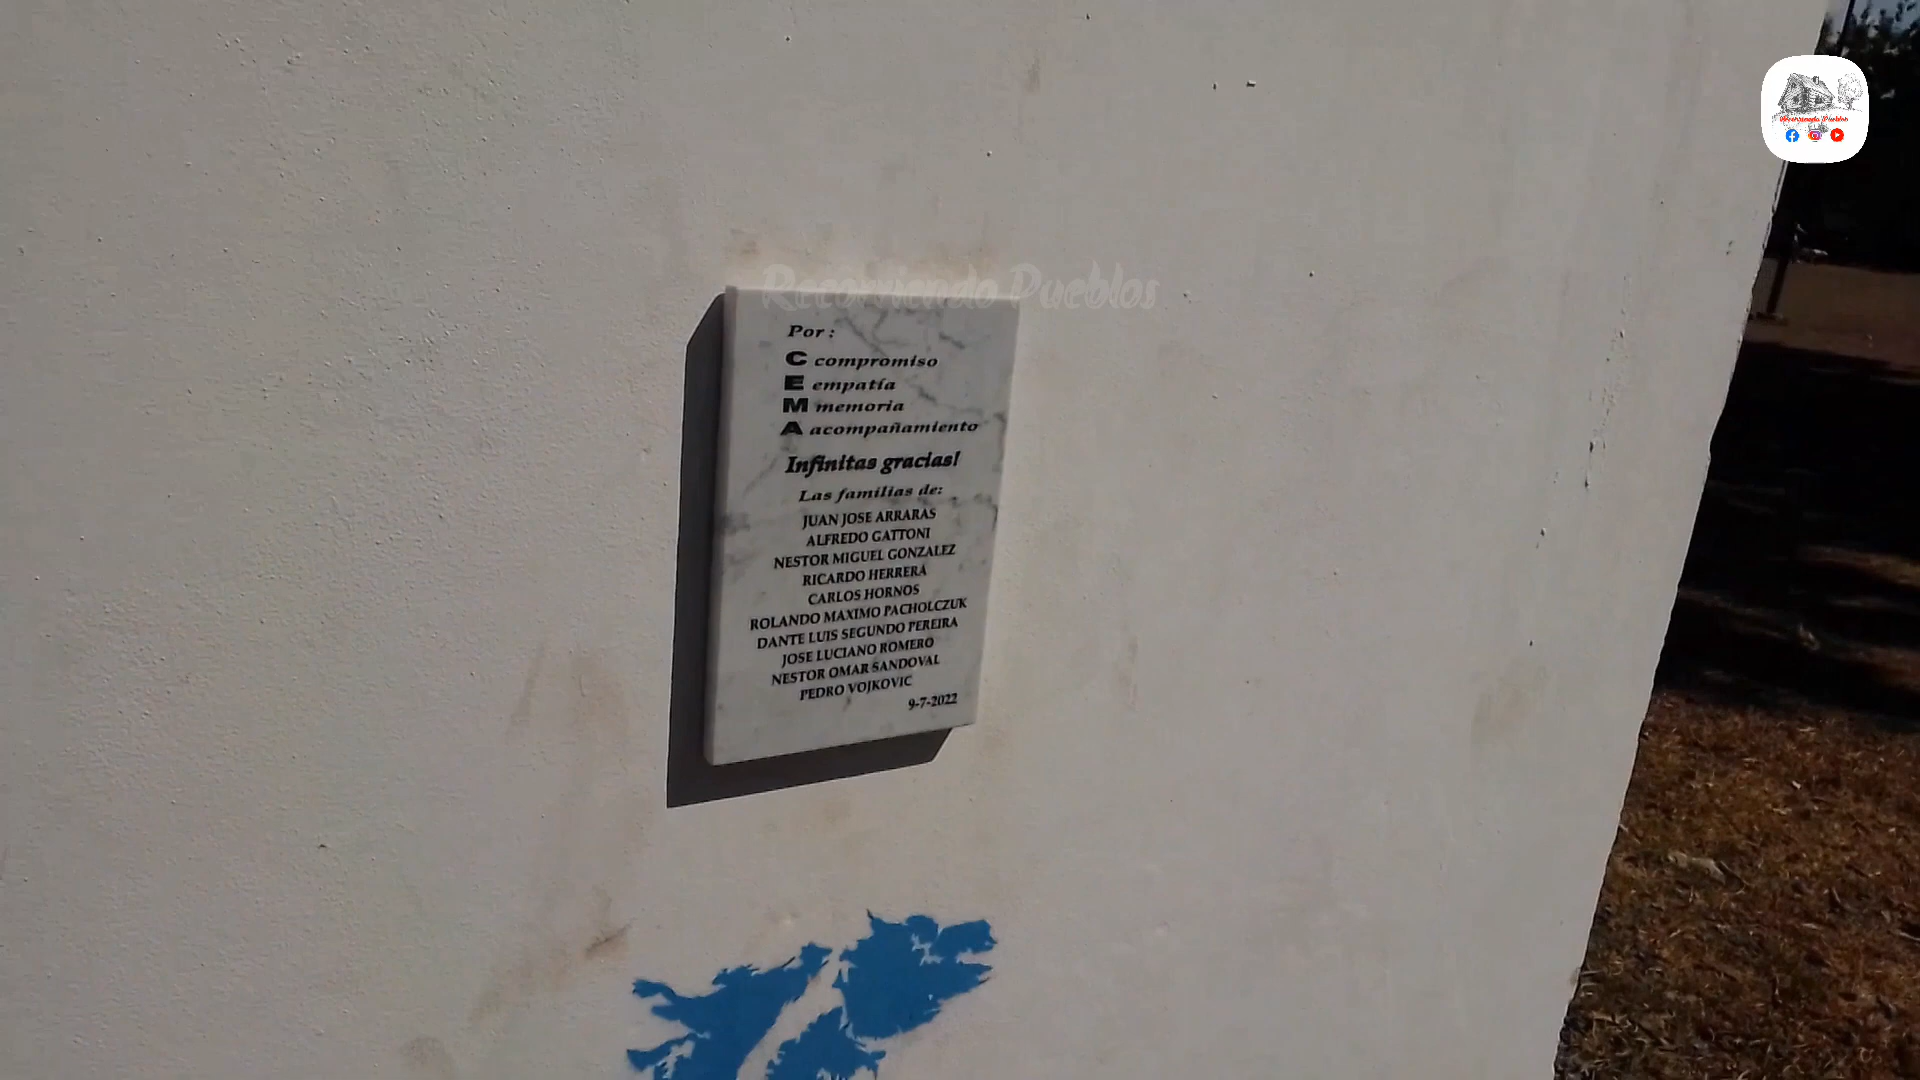 Recorriendo Pueblos
Recorriendo Pueblos
Por :
C compromiso
E empatía
M memoria
A acompañamiento
Infinitas gracias!
Las familias de:
JUAN JOSE ARRARAS
ALFREDO GATTONI
NESTOR MIGUEL GONZALEZ
RICARDO HERRERA
CARLOS HORNOS
ROLANDO MAXIMO PACHOLCZUK
DANTE LUIS SEGUNDO PEREIRA
JOSE LUCIANO ROMERO
NESTOR OMAR SANDOVAL
PEDRO VOJKOVIC
9-7-2022